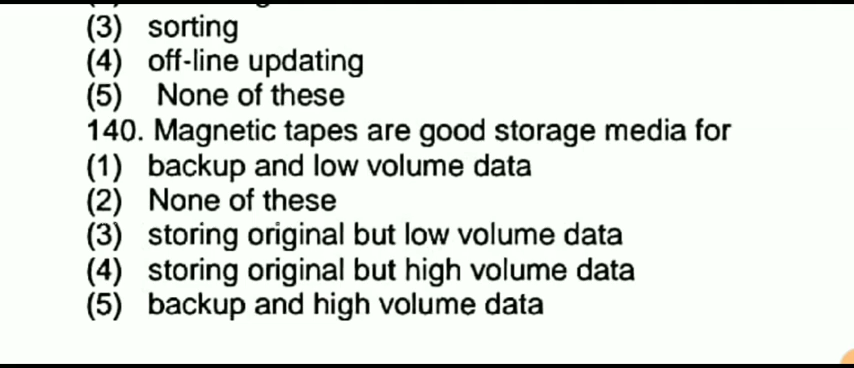 (3) sorting
(4) off-line updating
(5) None of these
140. Magnetic tapes are good storage media for
(1) backup and low volume data
(2) None of these
(3) storing original but low volume data
(4) storing original but high volume data
(5) backup and high volume data